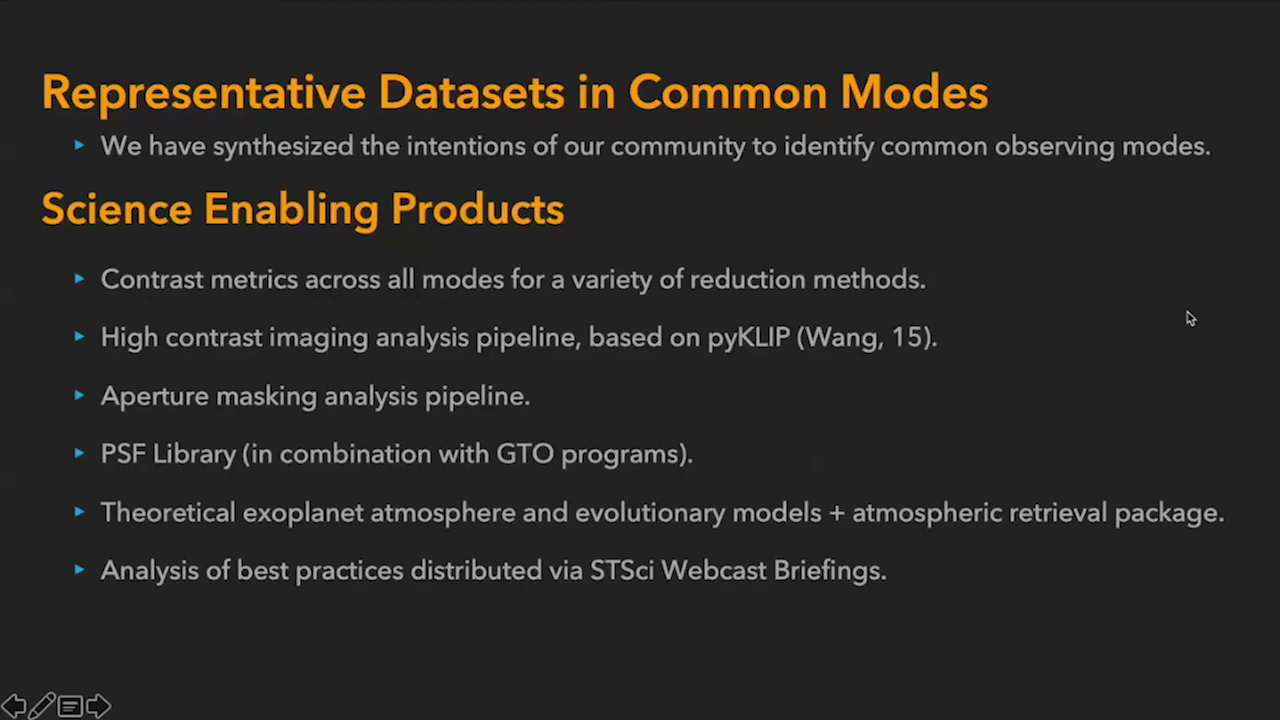 Representative Datasets in Common Modes
We have synthesized the intentions of our community to identify common observing modes.
Science Enabling Products
Contrast metrics across all modes for a variety of reduction methods.
High contrast imaging analysis pipeline, based on pyKLIP (Wang, 15).
Aperture masking analysis pipeline.
PSF Library (in combination with GTO programs).
Theoretical exoplanet atmosphere and evolutionary models + atmospheric retrieval package.
Analysis of best practices distributed via STSci Webcast Briefings.